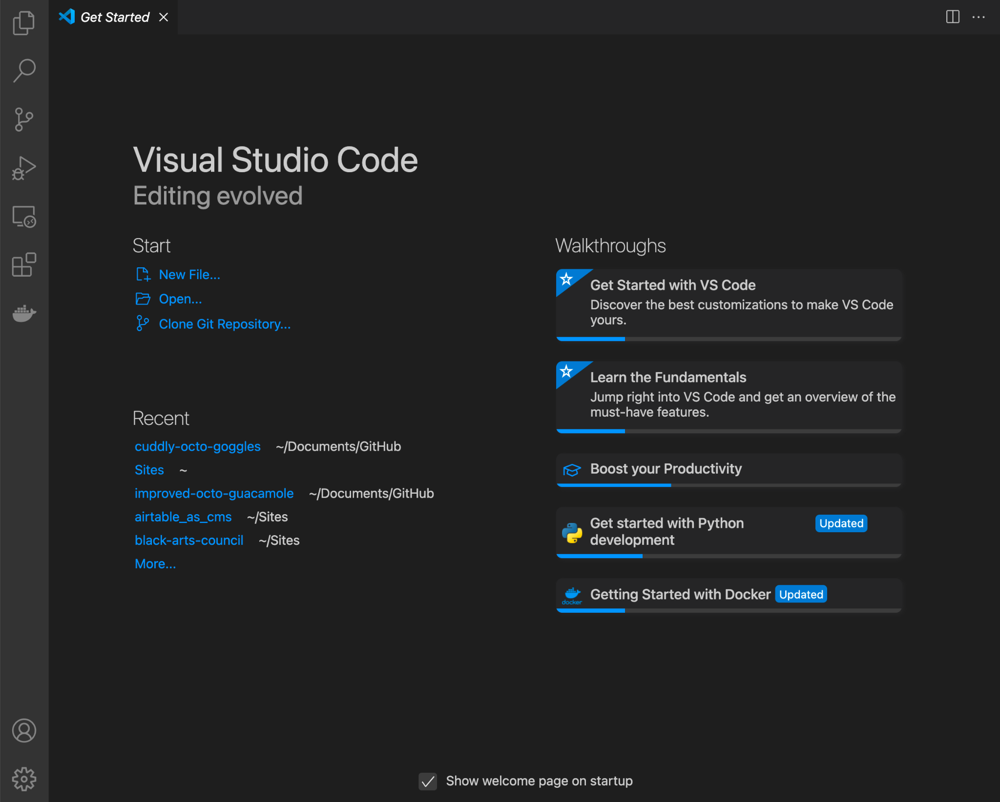 Get Started
Visual Studio Code
Editing evolved
Start
New File...
Open...
Clone Git Repository...
Recent
cuddly-octo-goggles ~/Documents/GitHub
Sites ~
improved-octo-guacamole ~/Documents/GitHub
airtable_as_cms ~/Sites
black-arts-council ~/Sites
More...
Walkthroughs
Get Started with VS Code
Discover the best customizations to make VS Code
yours.
Learn the Fundamentals
Jump right into VS Code and get an overview of the
must-have features.
Boost your Productivity
Get started with Python Updated
development
docker
Getting Started with Docker Updated
Show welcome page on startup